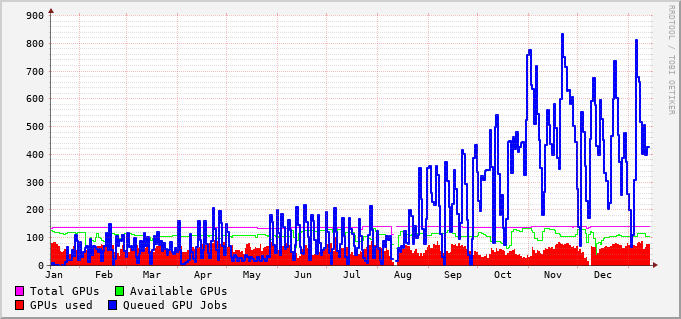 900
800
700
600
500
400
300
200
100
0
Jan Feb Mar Apr May Jun Jul Aug Sep Oct Nov Dec
Total GPUs Available GPUs
GPUs used Queued GPU Jobs
RRDTOOL / TOBI OETIKER